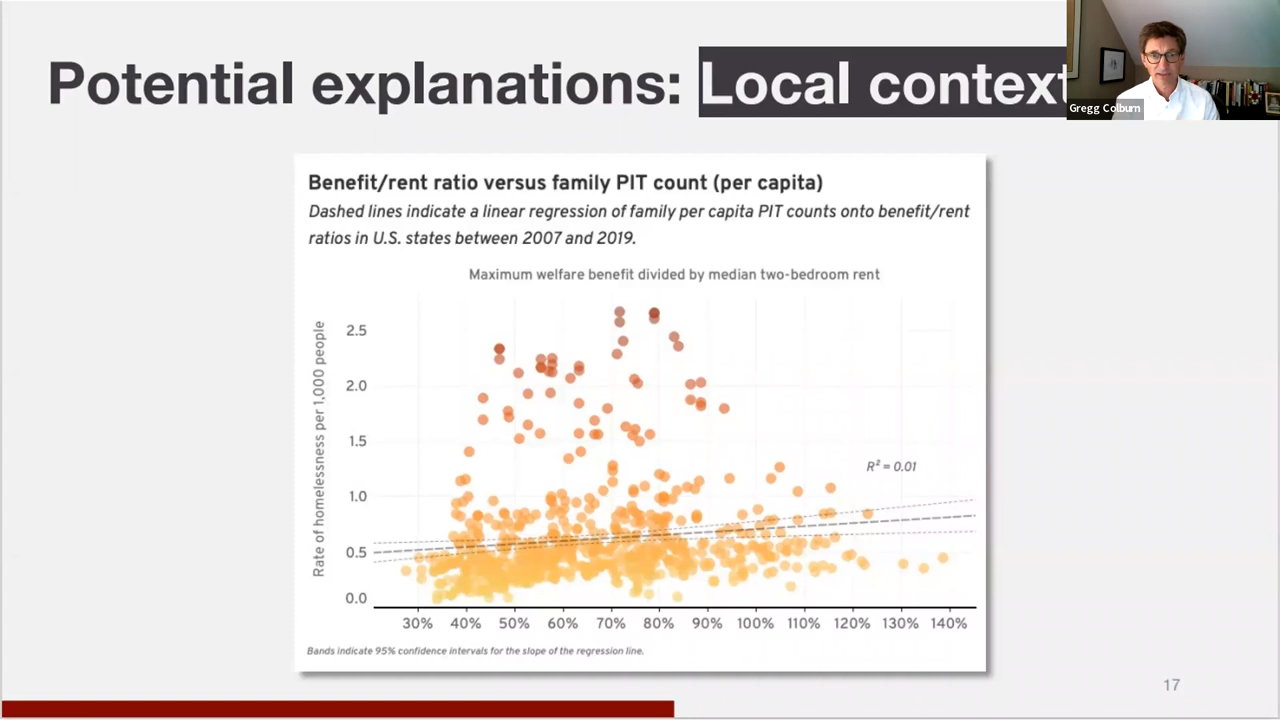 Potential explanations: Local context
Gregg Colburn
Benefit/rent ratio versus family PIT count (per capita)
Dashed lines indicate a linear regression of family per capita PIT counts onto benefit/rent
ratios in U.S. states between 2007 and 2019.
Maximum welfare benefit divided by median two-bedroom rent
Rate of homelessness per 1,000 people
2.5
2.0
1.5
1.0
0.5
0.0
R² = 0.01
30% 40% 50% 60% 70% 80% 90% 100% 110% 120% 130% 140%
Bands indicate 95% confidence intervals for the slope of the regression line.
17